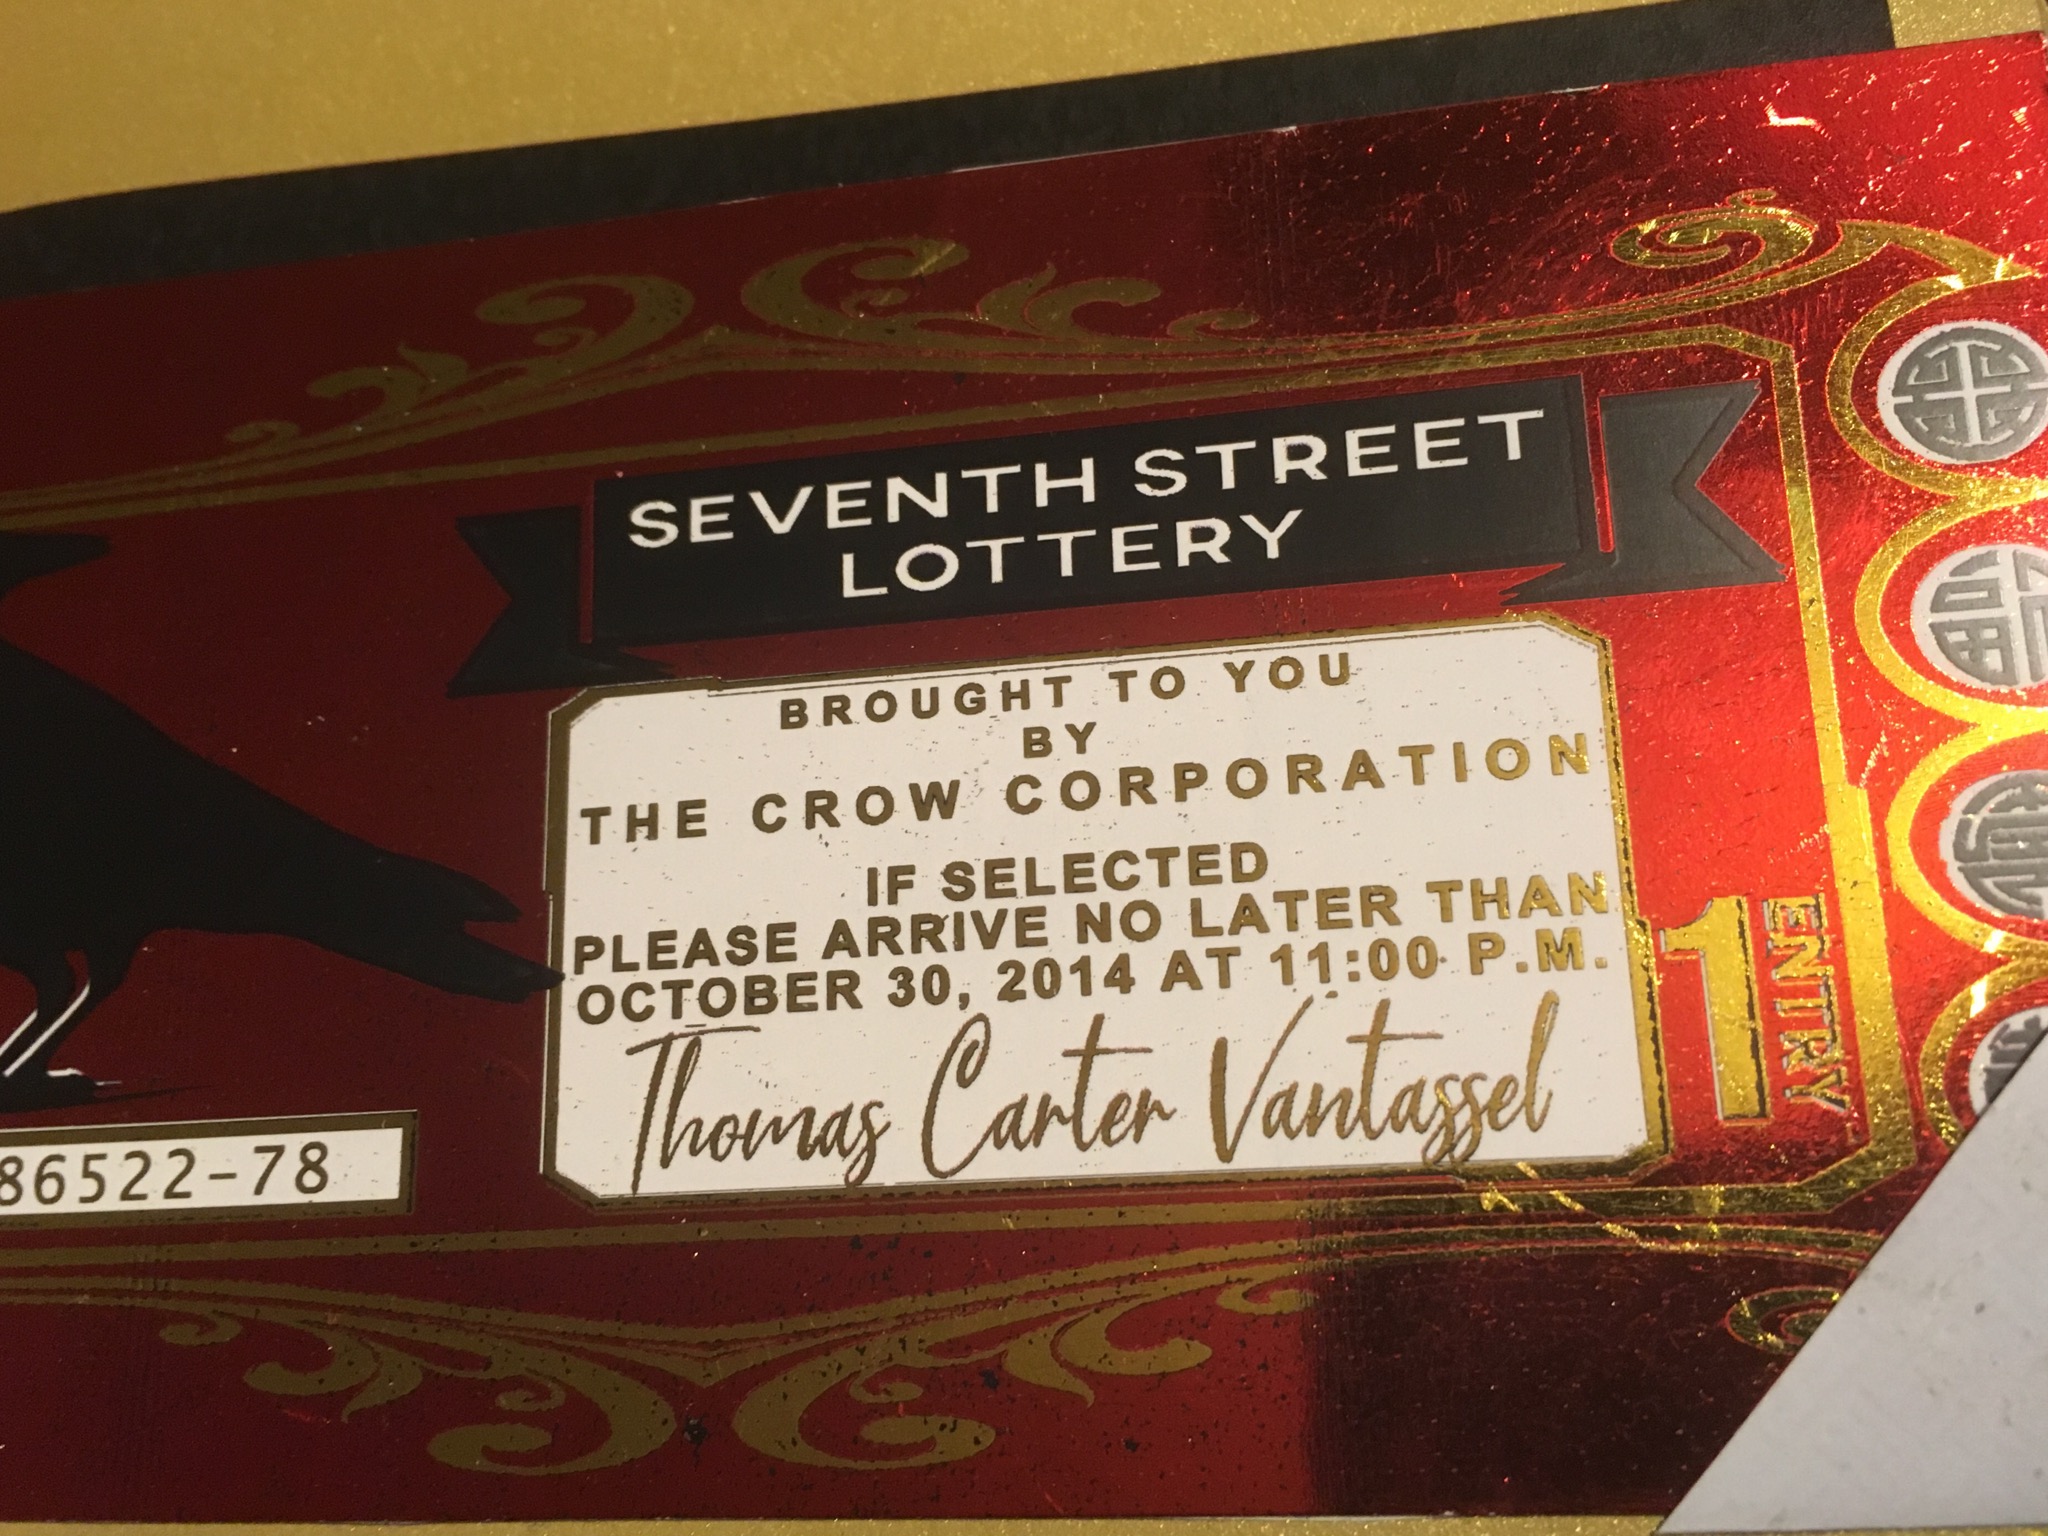 SEVENTH STREET
LOTTERY
BROUGHT TO YOU
BY
THE CROW CORPORATION
IF SELECTED
PLEASE ARRIVE NO LATER THAN
OCTOBER 30, 2014 AT 11:00 P.M.
Thomas Carter Vantassel
1 ENTRY
86522-78